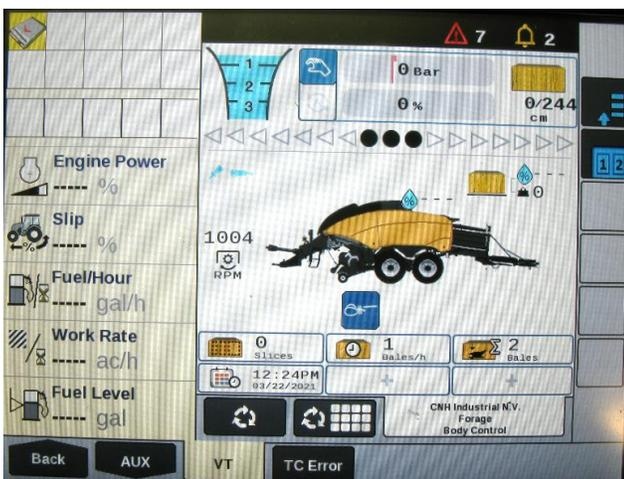 7
2
1
2
3
0 Bar
0 %
0/244
cm
1 2
Engine Power
----- %
Slip
----- %
Fuel/Hour
----- gal/h
Work Rate
----- ac/h
Fuel Level
----- gal
%
---
%
---
0
1004
RPM
0
Slices
1
Bales/h
2
Bales
12:24PM
03/22/2021
CNH Industrial N.V.
Forage
Body Control
Back
AUX
VT
TC Error